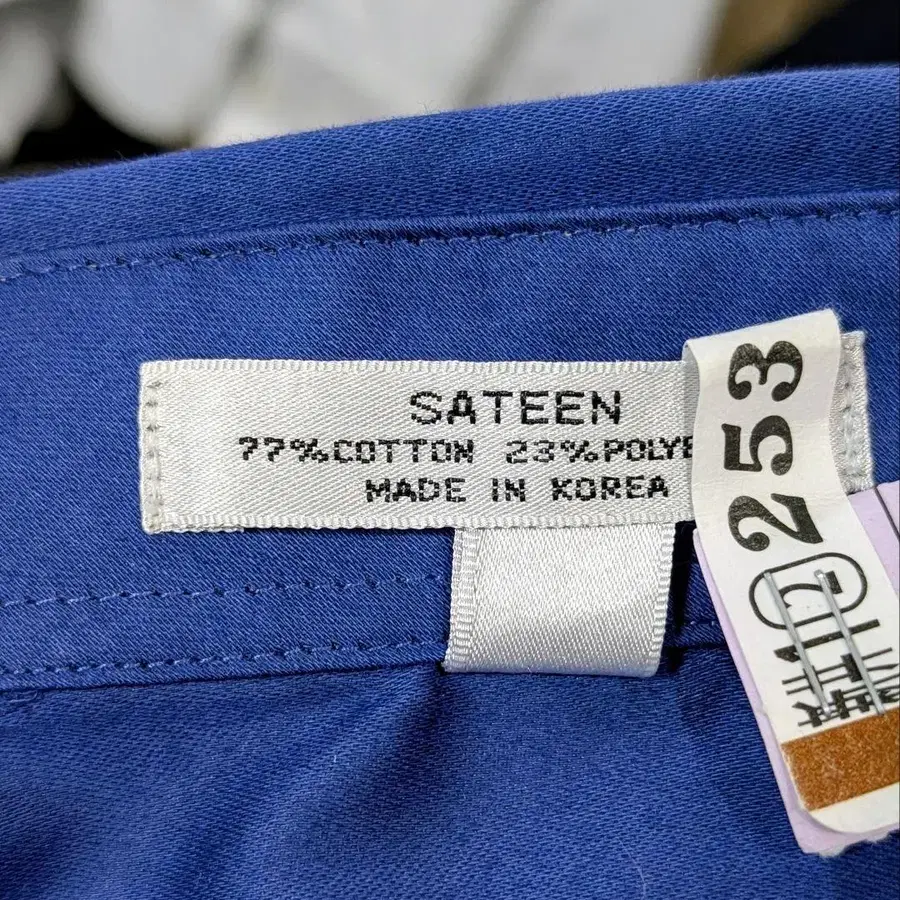 SATEEN
77%COTTON 23%POLYE
MADE IN KOREA
253